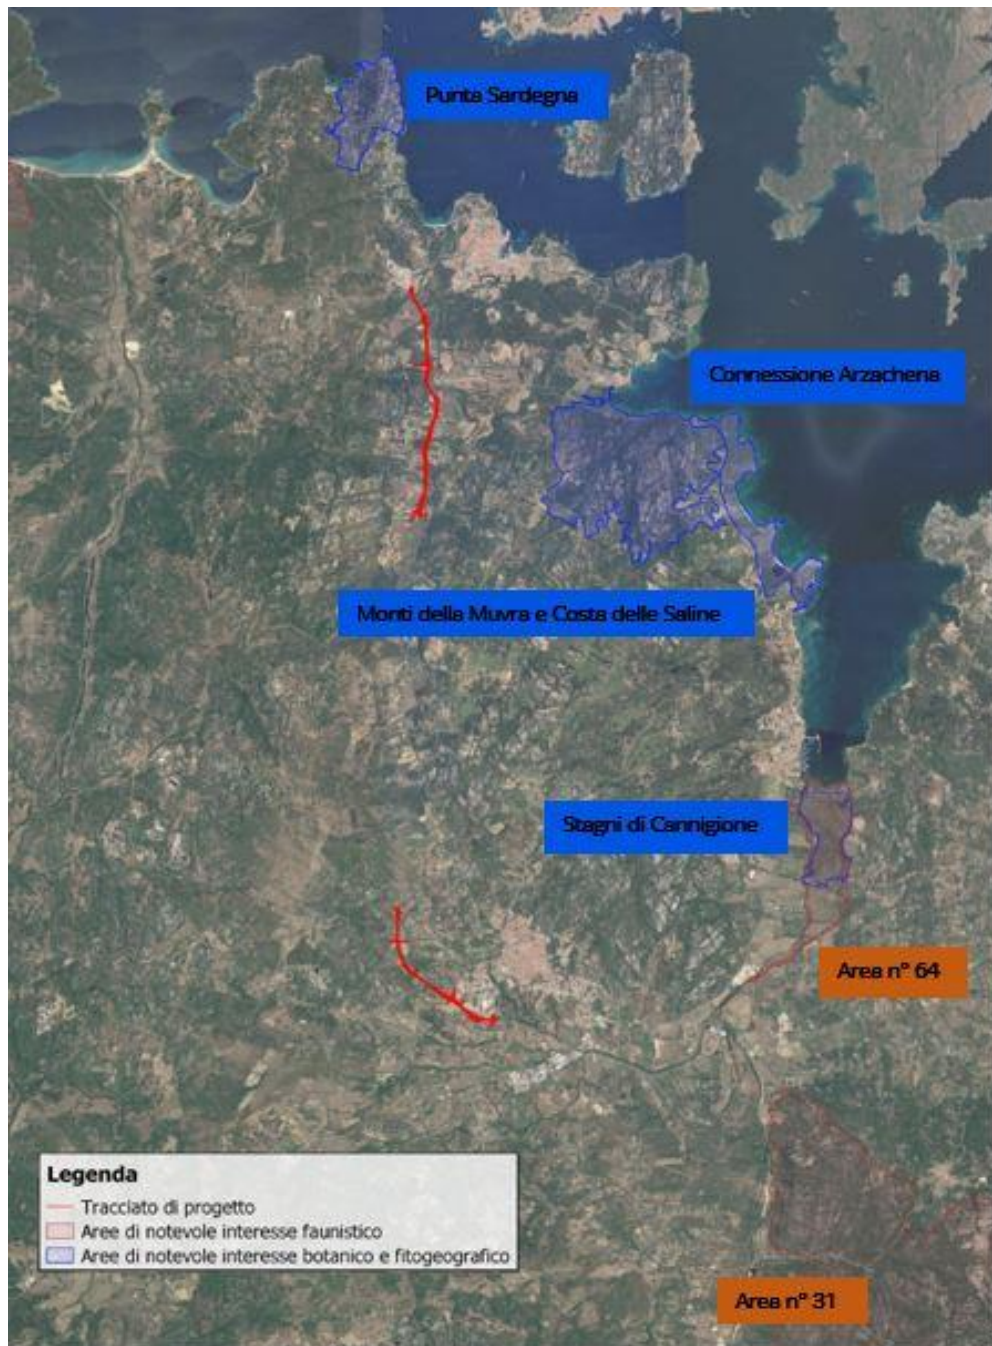 Punta Sardegna
Connessione Arzachena
Monti della Muvra e Costa delle Saline
Stagni di Cannigione
Area n° 64
Legenda
Tracciato di progetto
Aree di notevole interesse faunistico
Aree di notevole interesse botanico e fitogeografico
Area n° 31